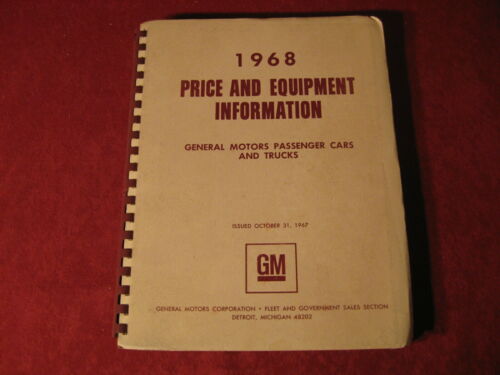 1968
PRICE AND EQUIPMENT
INFORMATION
GENERAL MOTORS PASSENGER CARS
AND TRUCKS
ISSUED OCTOBER 31, 1967
GM
GENERAL MOTORS CORPORATION • FLEET AND GOVERNMENT SALES SECTION
DETROIT, MICHIGAN 48202